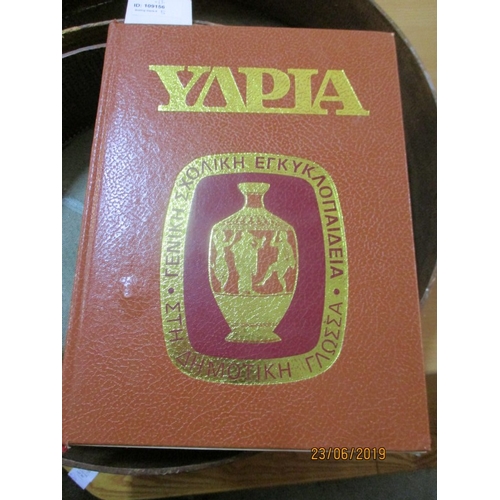 ΥΔΡΙΑ
ΓΕΝΙΚΗ ΣΧΟΛΙΚΗ ΕΓΚΥΚΛΟΠΑΙΔΕΙΑ •
ΣΤΗ ΔΗΜΟΤΙΚΗ ΓΛΩΣΣΑ •
23/06/2019